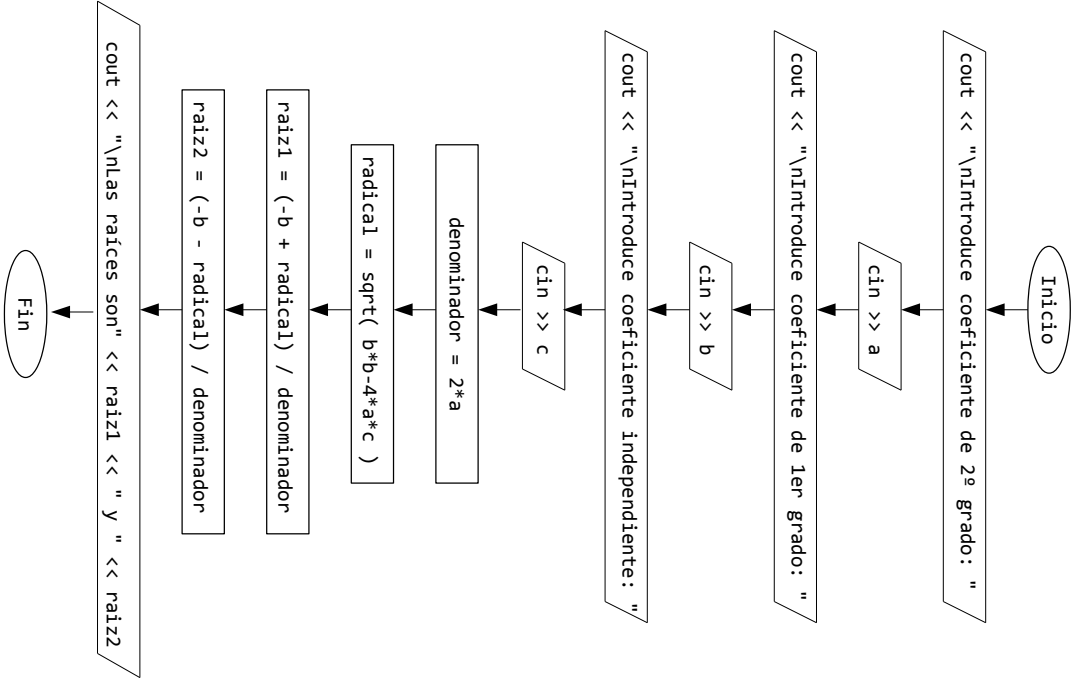 Inicio
cout << "\nIntroduce coeficiente de 2º grado: "
cin >> a
cout << "\nIntroduce coeficiente de 1er grado: "
cin >> b
cout << "\nIntroduce coeficiente independiente: "
cin >> c
denominador = 2*a
radical = sqrt( b*b-4*a*c )
raiz1 = (-b + radical) / denominador
raiz2 = (-b - radical) / denominador
cout << "\nLas raíces son" << raiz1 << " y " << raiz2
Fin